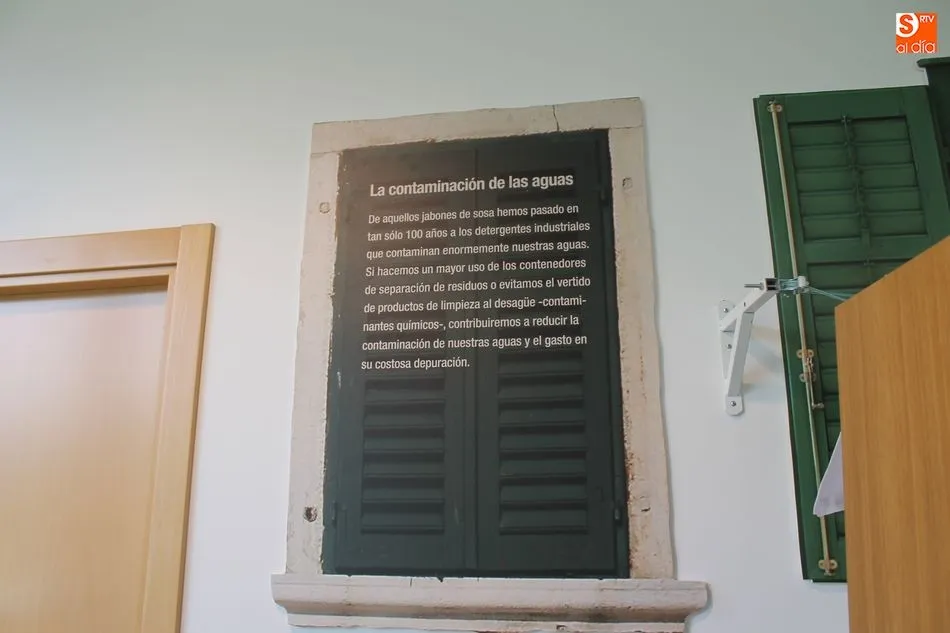 S RTV
al día
La contaminación de las aguas
De aquellos jabones de sosa hemos pasado en
tan sólo 100 años a los detergentes industriales
que contaminan enormemente nuestras aguas.
Si hacemos un mayor uso de los contenedores
de separación de residuos o evitamos el vertido
de productos de limpieza al desagüe -contami-
nantes químicos-, contribuiremos a reducir la
contaminación de nuestras aguas y el gasto en
su costosa depuración.